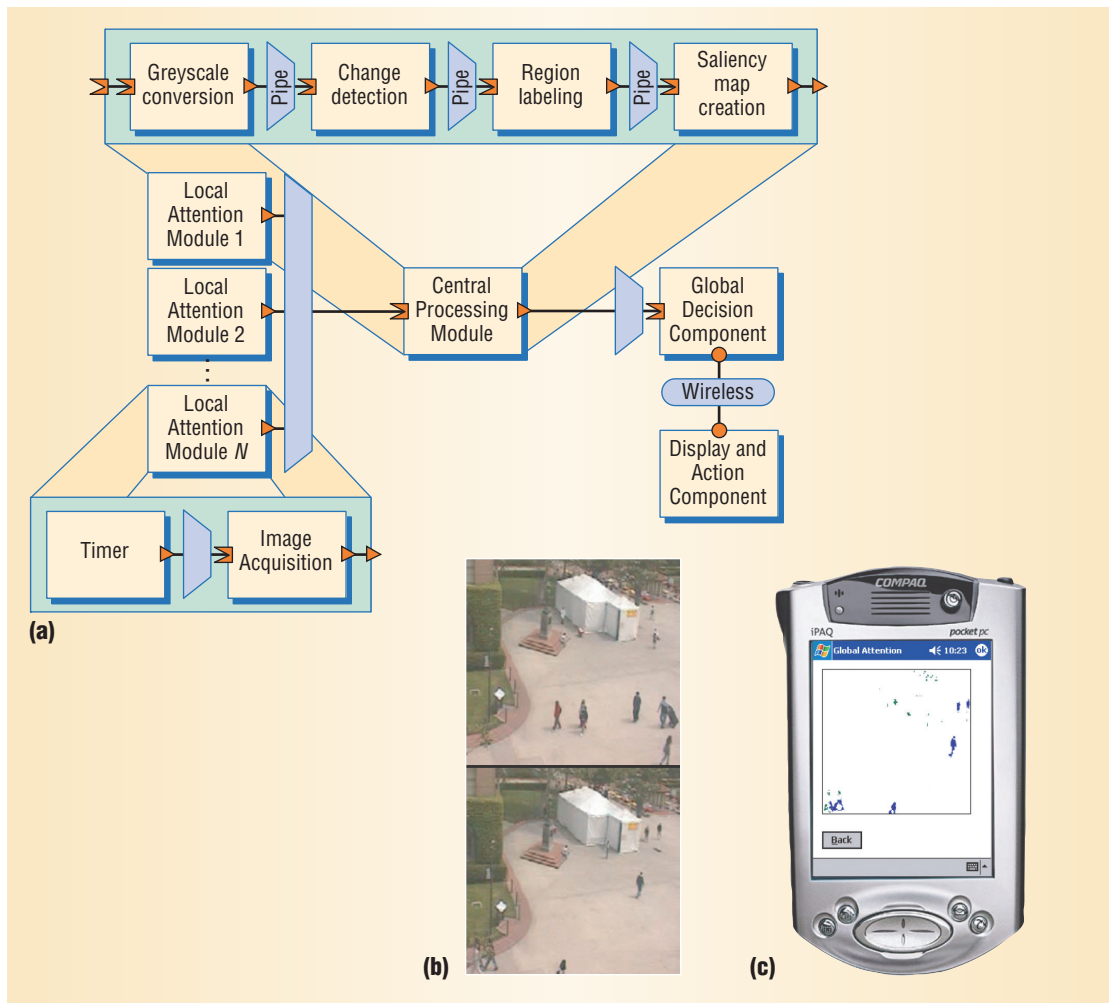 Greyscale
conversion
Pipe
Change
detection
Pipe
Region
labeling
Pipe
Saliency
map
creation
Local
Attention
Module 1
Local
Attention
Module 2
Local
Attention
Module N
Central
Processing
Module
Global
Decision
Component
Wireless
Display and
Action
Component
Timer
Image
Acquisition
(a)
(b)
COMPAQ
iPAQ
pocket pc
Global Attention 10:23 ok
Back
(c)